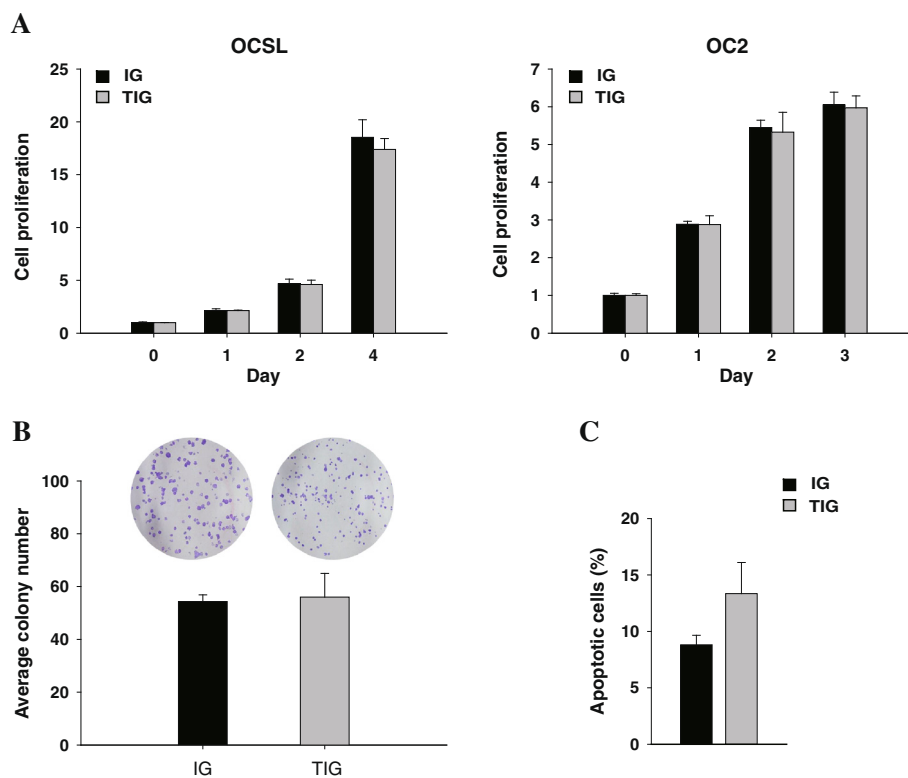 A
OCSL
IG
TIG
Cell proliferation
25
20
15
10
5
0
0 1 2 4
Day
OC2
IG
TIG
Cell proliferation
7
6
5
4
3
2
1
0
0 1 2 3
Day
B
Average colony number
100
80
60
40
20
0
IG TIG
C
IG
TIG
Apoptotic cells (%)
20
15
10
5
0